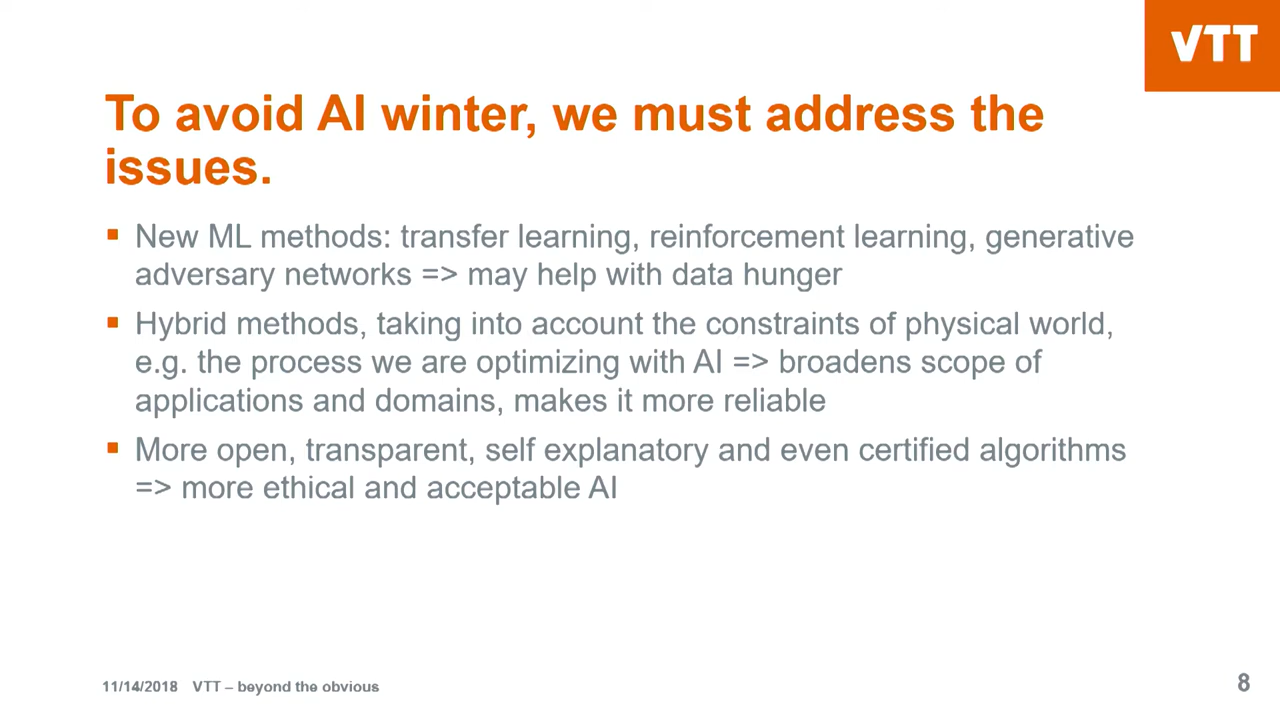 VTT
To avoid AI winter, we must address the
issues.
▪ New ML methods: transfer learning, reinforcement learning, generative
adversary networks => may help with data hunger
▪ Hybrid methods, taking into account the constraints of physical world,
e.g. the process we are optimizing with AI => broadens scope of
applications and domains, makes it more reliable
▪ More open, transparent, self explanatory and even certified algorithms
=> more ethical and acceptable AI
11/14/2018 VTT – beyond the obvious
8